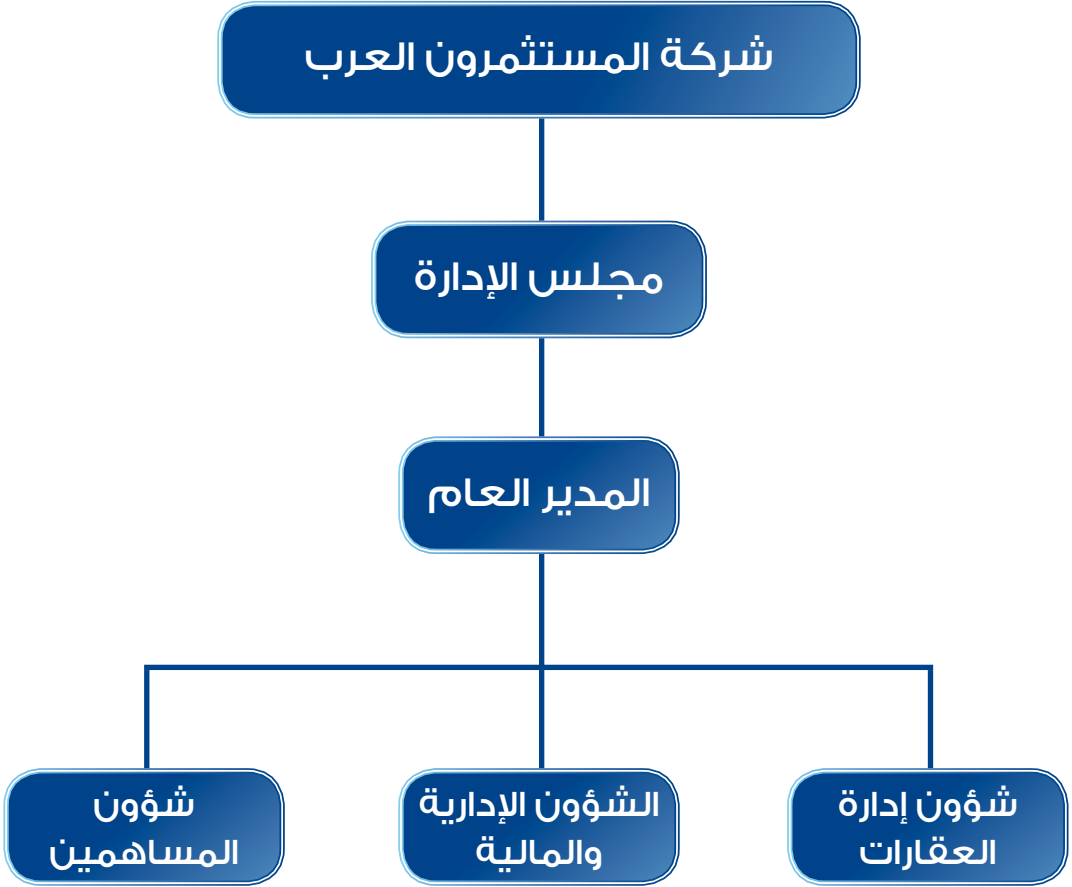 شركة المستثمرون العرب
مجلس الإدارة
المدير العام
شؤون إدارة
العقارات
الشؤون الإدارية
والمالية
شؤون
المساهمين